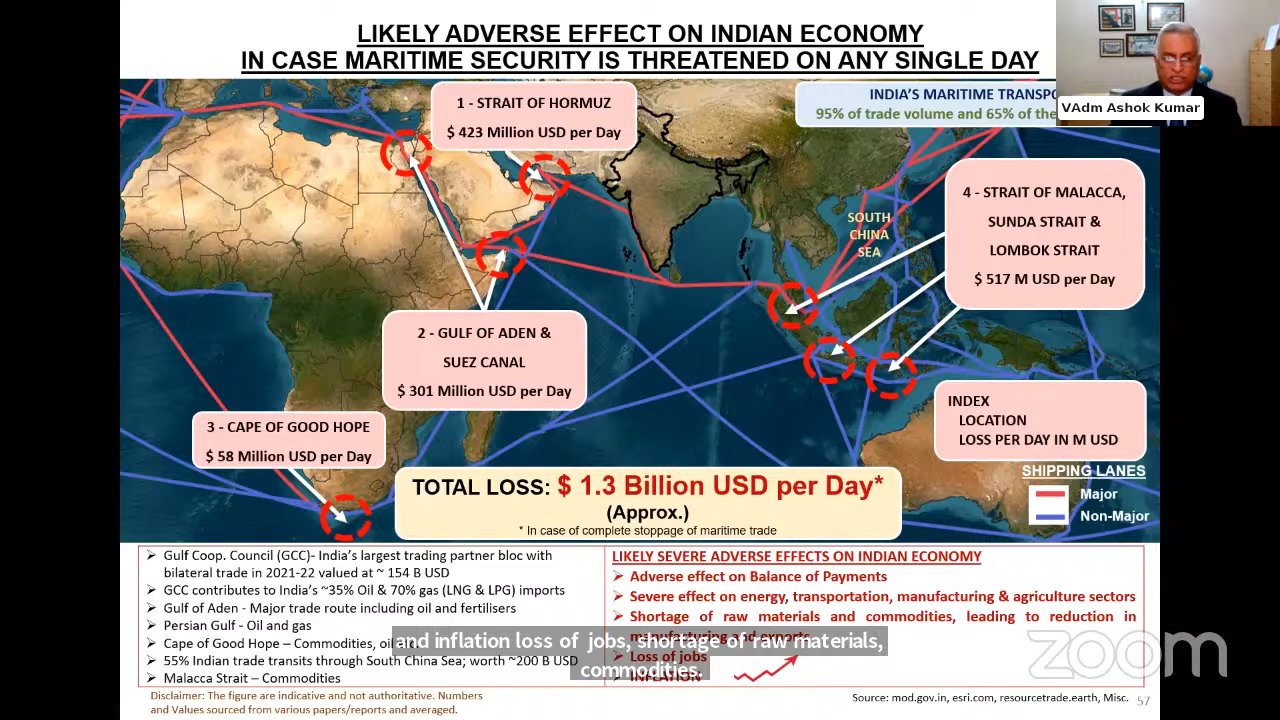 LIKELY ADVERSE EFFECT ON INDIAN ECONOMY
IN CASE MARITIME SECURITY IS THREATENED ON ANY SINGLE DAY
VAdm Ashok Kumar
INDIA'S MARITIME TRANSPO
95% of trade volume and 65% of the
1 - STRAIT OF HORMUZ
$ 423 Million USD per Day
4 - STRAIT OF MALACCA,
SUNDA STRAIT &
LOMBOK STRAIT
$ 517 M USD per Day
SOUTH
CHINA
SEA
2 - GULF OF ADEN &
SUEZ CANAL
$ 301 Million USD per Day
3 - CAPE OF GOOD HOPE
$ 58 Million USD per Day
INDEX
LOCATION
LOSS PER DAY IN M USD
SHIPPING LANES
Major
Non-Major
TOTAL LOSS: $ 1.3 Billion USD per Day*
(Approx.)
* In case of complete stoppage of maritime trade
Gulf Coop. Council (GCC)- India's largest trading partner bloc with
bilateral trade in 2021-22 valued at ~ 154 B USD
GCC contributes to India's ~35% Oil & 70% gas (LNG & LPG) imports
Gulf of Aden - Major trade route including oil and fertilisers
Persian Gulf - Oil and gas
Cape of Good Hope – Commodities, oil
55% Indian trade transits through South China Sea; worth ~200 B USD
Malacca Strait – Commodities
LIKELY SEVERE ADVERSE EFFECTS ON INDIAN ECONOMY
Adverse effect on Balance of Payments
Severe effect on energy, transportation, manufacturing & agriculture sectors
Shortage of raw materials and commodities, leading to reduction in
manufacturing and exports
Loss of jobs
INFLATION
and inflation loss of jobs, shortage of raw materials,
commodities.
zoom
Disclaimer: The figure are indicative and not authoritative. Numbers
and Values sourced from various papers/reports and averaged.
Source: mod.gov.in, esri.com, resourcetrade.earth, Misc.
57